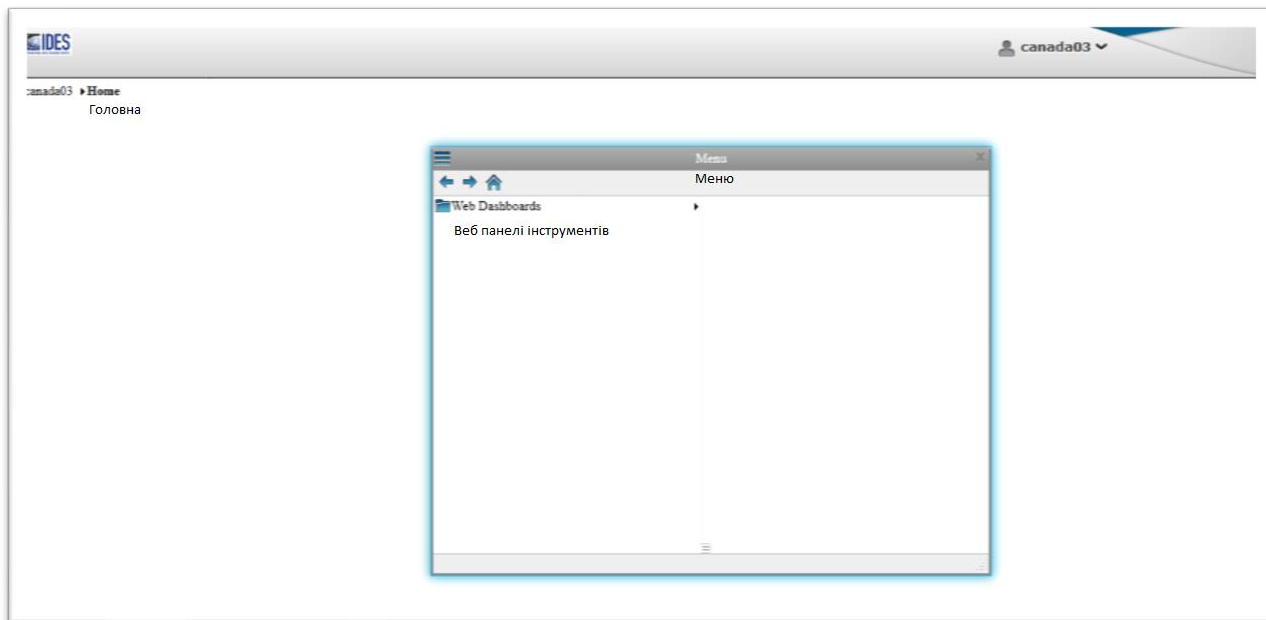 IDES
canada03
canada03 Home
Головна
Menu
x
Меню
Web Dashboards
Веб панелі інструментів